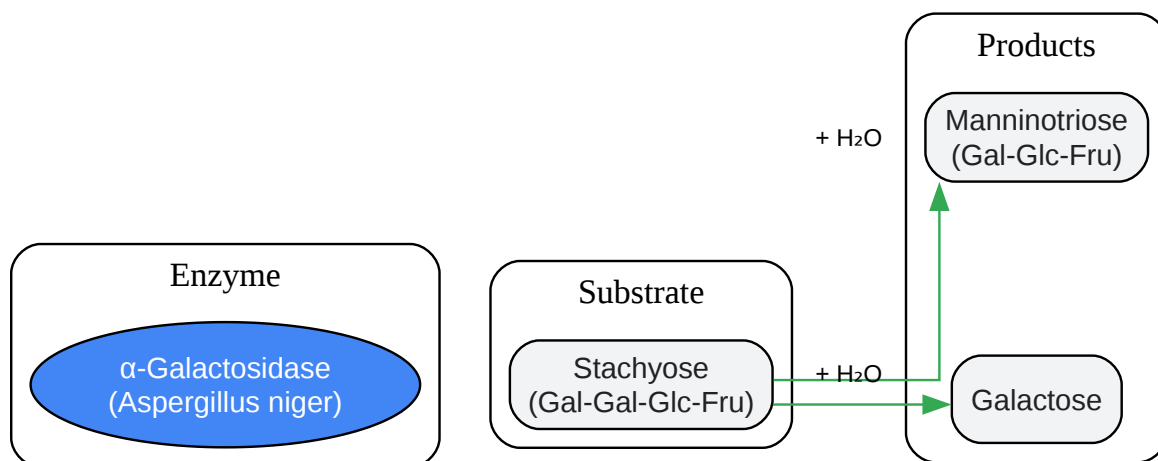 Enzyme
α-Galactosidase
(Aspergillus niger)
Substrate
Stachyose
(Gal-Gal-Glc-Fru)
+ H₂O
+ H₂O
Products
Manninotriose
(Gal-Glc-Fru)
Galactose